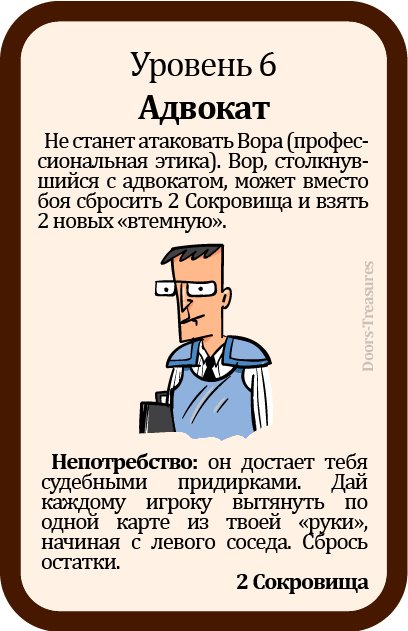 Уровень 6
Адвокат
Не станет атаковать Вора (профес-
сиональная этика). Вор, столкнув-
шийся с адвокатом, может вместо
боя сбросить 2 Сокровища и взять
2 новых «втемную».
Doors-Treasures
Непотребство: он достает тебя
судебными придирками. Дай
каждому игроку вытянуть по
одной карте из твоей «руки»,
начиная с левого соседа. Сбрось
остатки.
2 Сокровища